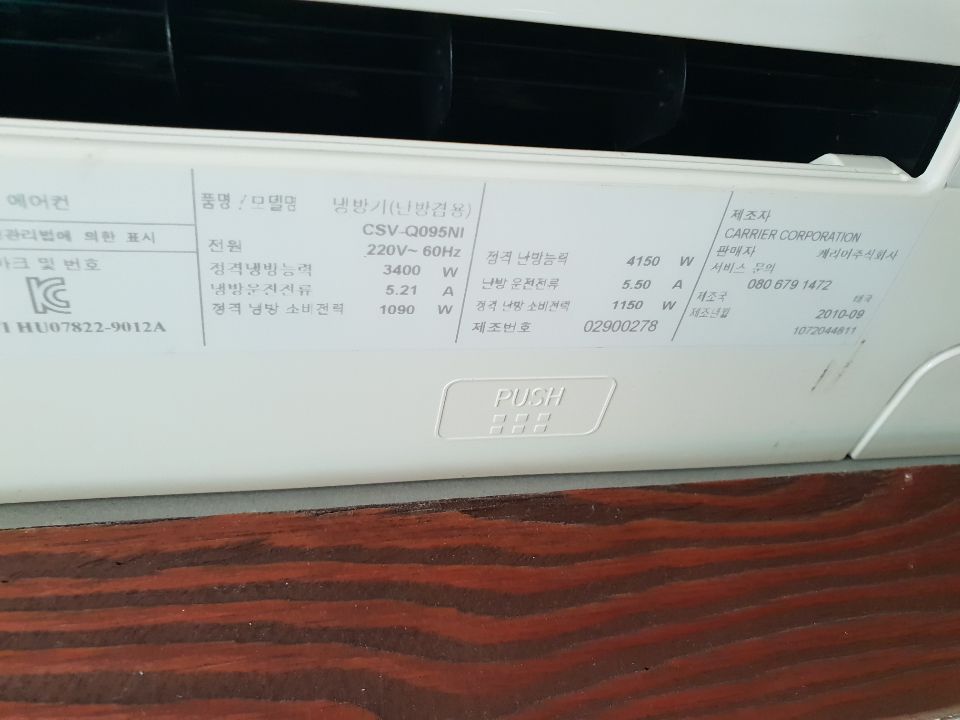 에어컨
관리법에 의한 표시
마크 및 번호
HU07822-9012A
품명 / 모델명 냉방기(난방겸용)
CSV-Q095NI
전원 220V~ 60Hz
정격냉방능력 3400 W
냉방운전전류 5.21 A
정격 냉방 소비전력 1090 W
정격 난방능력 4150 W
난방 운전전류 5.50 A
정격 난방 소비전력 1150 W
제조번호 02900278
제조자
CARRIER CORPORATION
판매자 캐리어주식회사
서비스 문의
080 679 1472
제조국 태국
제조년월 2010-09
1072044811
PUSH